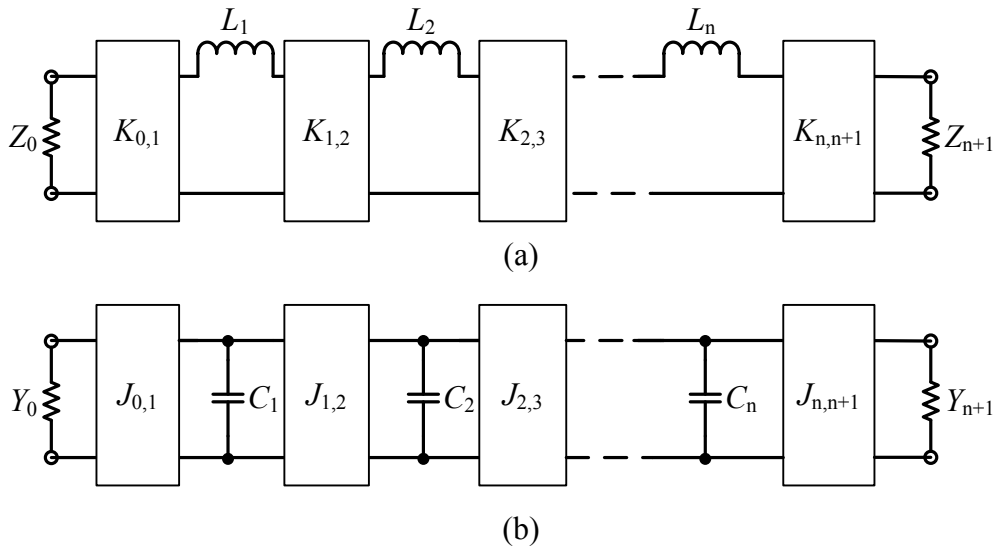 L1 L2 Ln
Z0 K0,1 K1,2 K2,3 Kn,n+1 Zn+1
(a)
Y0 J0,1 C1 J1,2 C2 J2,3 Cn Jn,n+1 Yn+1
(b)